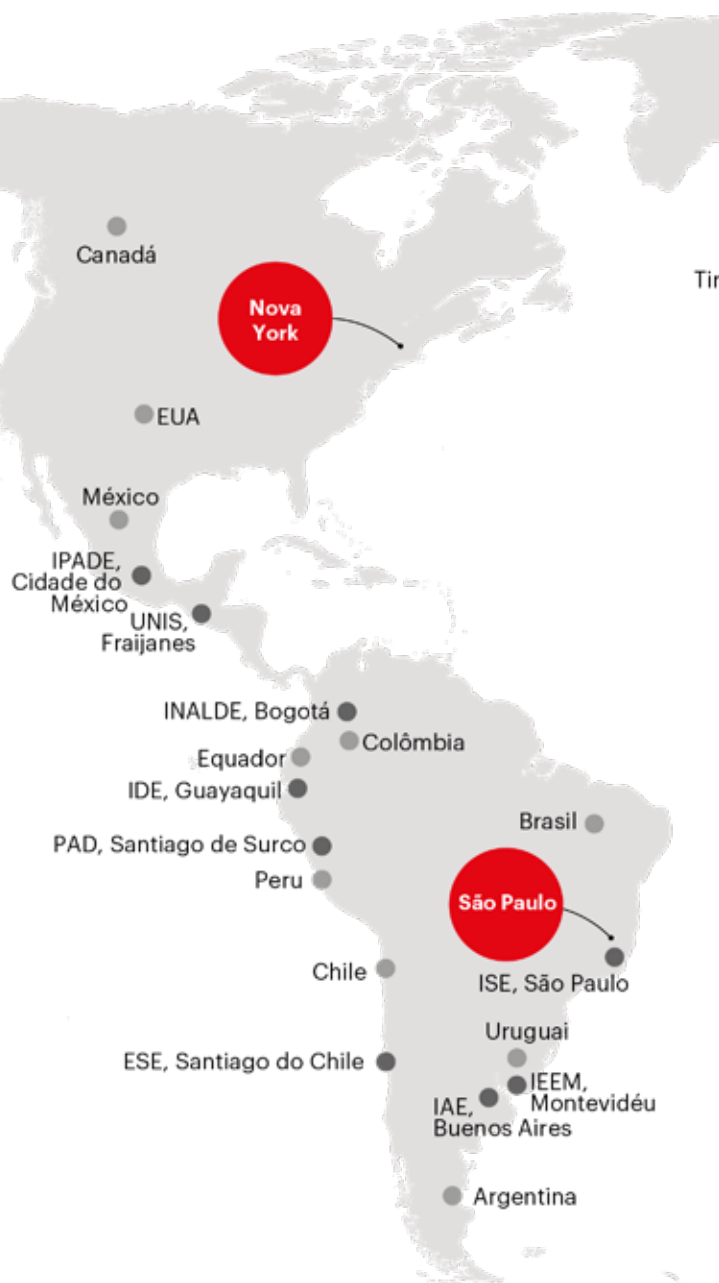 Canadá
Nova
York
Tir
EUA
México
IPADE,
Cidade do
México
UNIS,
Fraijanes
INALDE, Bogotá
Colômbia
Equador
IDE, Guayaquil
Brasil
PAD, Santiago de Surco
Peru
São Paulo
Chile
ISE, São Paulo
Uruguai
ESE, Santiago do Chile
IEEM,
Montevidéu
IAE,
Buenos Aires
Argentina